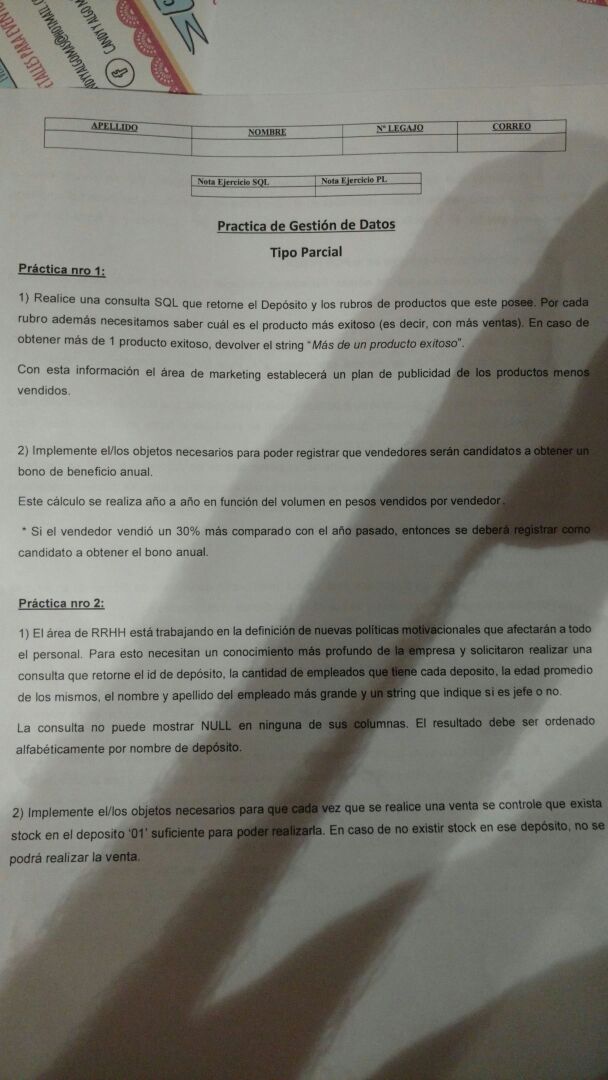 CANDY Y ALGO MAS
NDYYALGOMAS@HOTMAIL.C
ETALLES PARA EVENTO
APELLIDO NOMBRE N° LEGAJO CORREO
Nota Ejercicio SQL Nota Ejercicio PL
Practica de Gestión de Datos
Tipo Parcial
Práctica nro 1:
1) Realice una consulta SQL que retorne el Depósito y los rubros de productos que este posee. Por cada
rubro además necesitamos saber cuál es el producto más exitoso (es decir, con más ventas). En caso de
obtener más de 1 producto exitoso, devolver el string "Más de un producto exitoso".
Con esta información el área de marketing establecerá un plan de publicidad de los productos menos
vendidos.
2) Implemente el/los objetos necesarios para poder registrar que vendedores serán candidatos a obtener un
bono de beneficio anual.
Este cálculo se realiza año a año en función del volumen en pesos vendidos por vendedor.
* Si el vendedor vendió un 30% más comparado con el año pasado, entonces se deberá registrar como
candidato a obtener el bono anual.
Práctica nro 2:
1) El área de RRHH está trabajando en la definición de nuevas políticas motivacionales que afectarán a todo
el personal. Para esto necesitan un conocimiento más profundo de la empresa y solicitaron realizar una
consulta que retorne el id de depósito, la cantidad de empleados que tiene cada deposito, la edad promedio
de los mismos, el nombre y apellido del empleado más grande y un string que indique si es jefe o no.
La consulta no puede mostrar NULL en ninguna de sus columnas. El resultado debe ser ordenado
alfabéticamente por nombre de depósito.
2) Implemente el/los objetos necesarios para que cada vez que se realice una venta se controle que exista
stock en el deposito '01' suficiente para poder realizarla. En caso de no existir stock en ese depósito, no se
podrá realizar la venta.